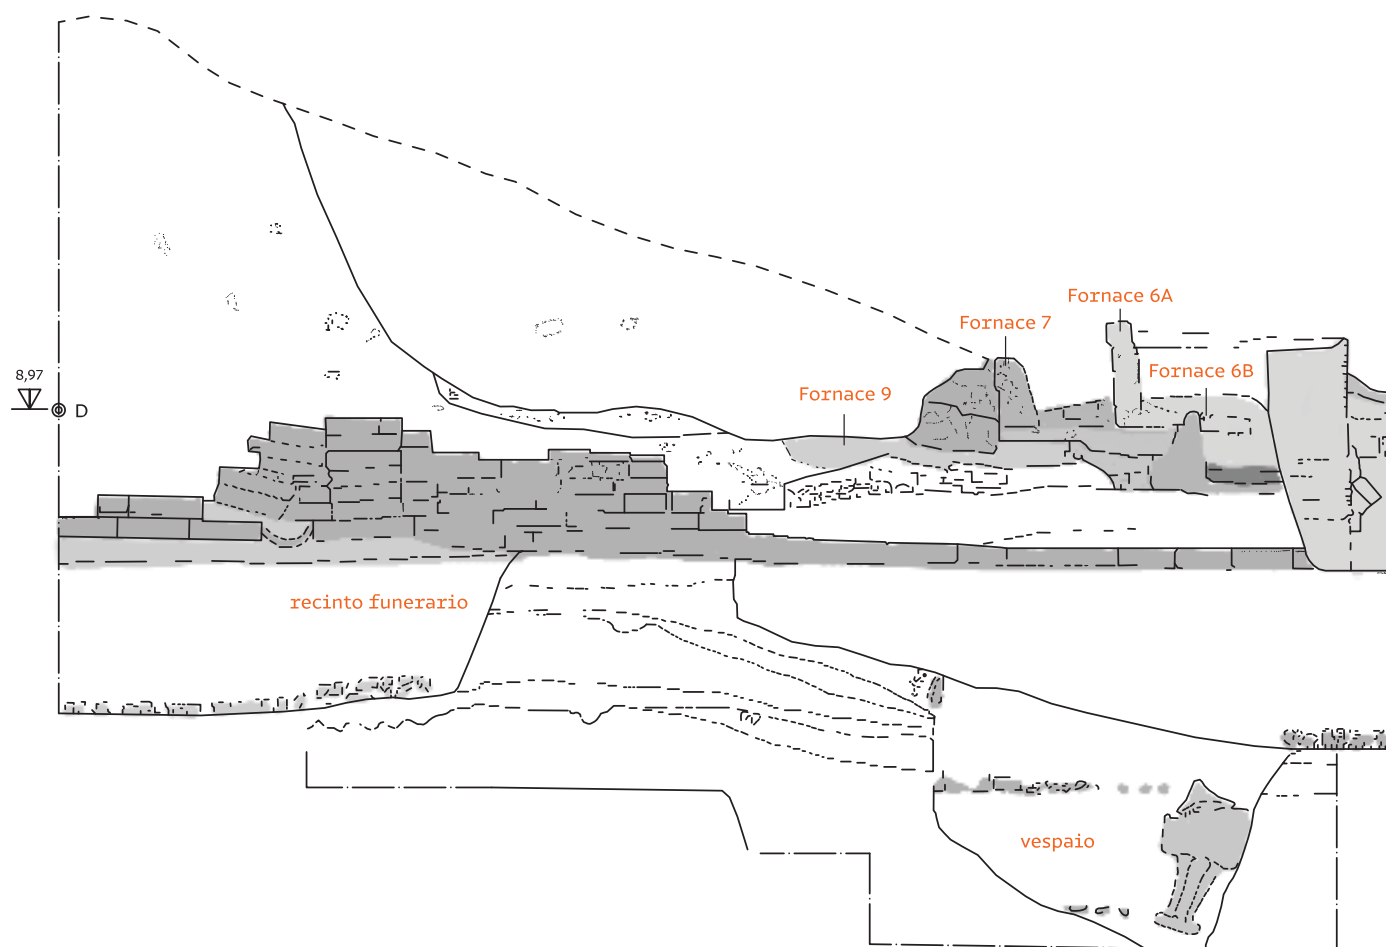 Fornace 6A
Fornace 7
Fornace 6B
8,97
Fornace 9
D
recinto funerario
vespaio